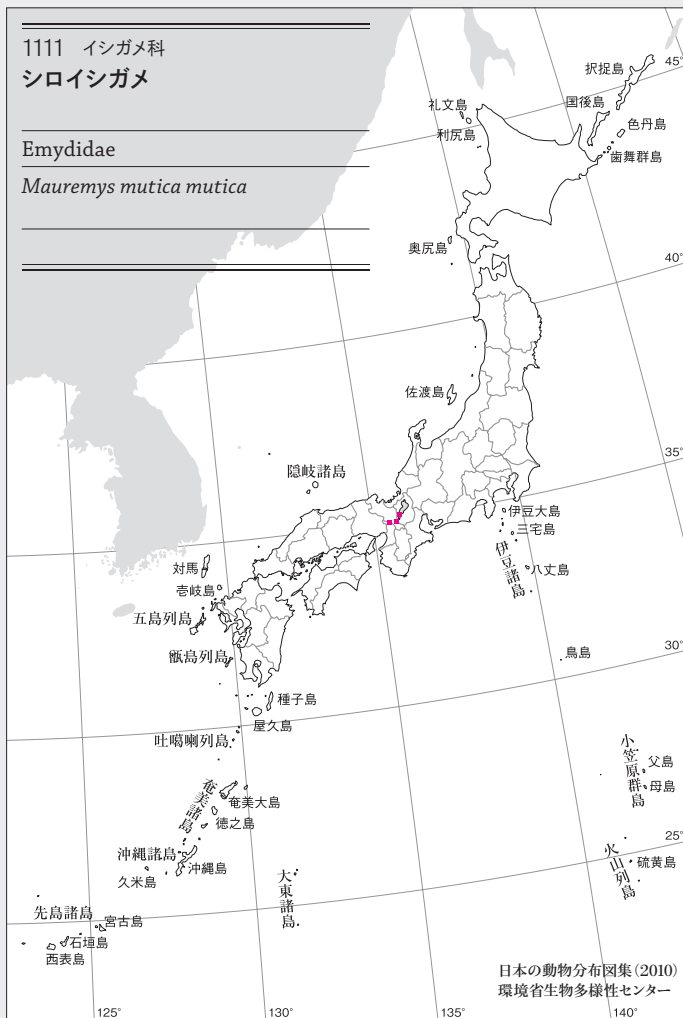 1111 イシガメ科
シロイシガメ
Emydidae
Mauremys mutica mutica
択捉島
45°
国後島
礼文島
色丹島
利尻島
歯舞群島
奥尻島
40°
佐渡島
35°
隠岐諸島
伊豆大島
三宅島
伊豆諸島
八丈島
対馬
壱岐島
五島列島
甑島列島
鳥島
30°
種子島
屋久島
吐噶喇列島
小笠原群島
父島
母島
奄美諸島
奄美大島
徳之島
25°
沖縄諸島
沖縄島
久米島
大東諸島
火山列島
硫黄島
先島諸島
宮古島
石垣島
西表島
日本の動物分布図集(2010)
環境省生物多様性センター
125°
130°
135°
140°